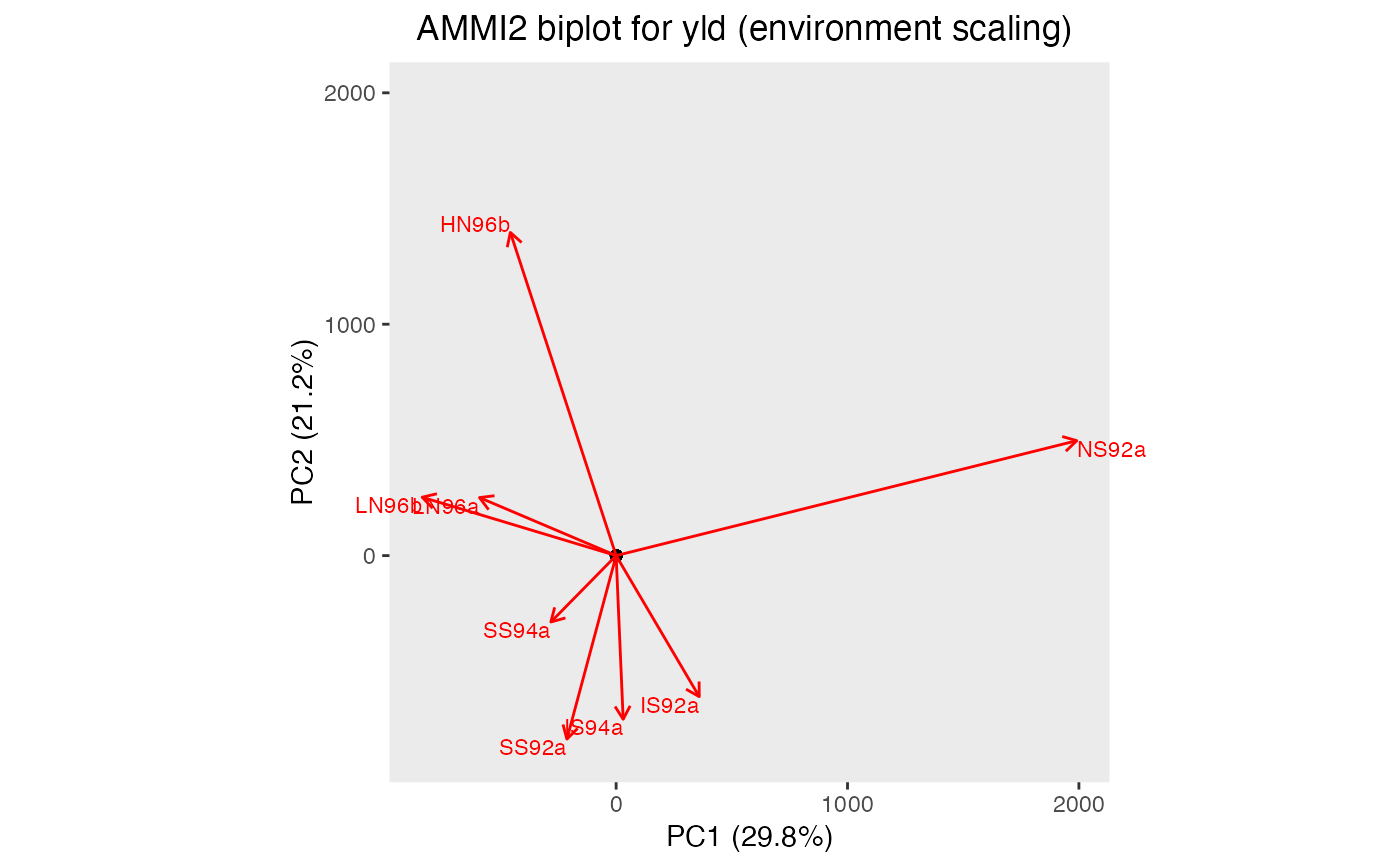 AMMI2 biplot for yld (environment scaling)
2000
HN96b
1000
PC2 (21.2%)
NS92a
LN96b
LN96a
0
SS94a
IS92a
IS94a
SS92a
0 1000 2000
PC1 (29.8%)